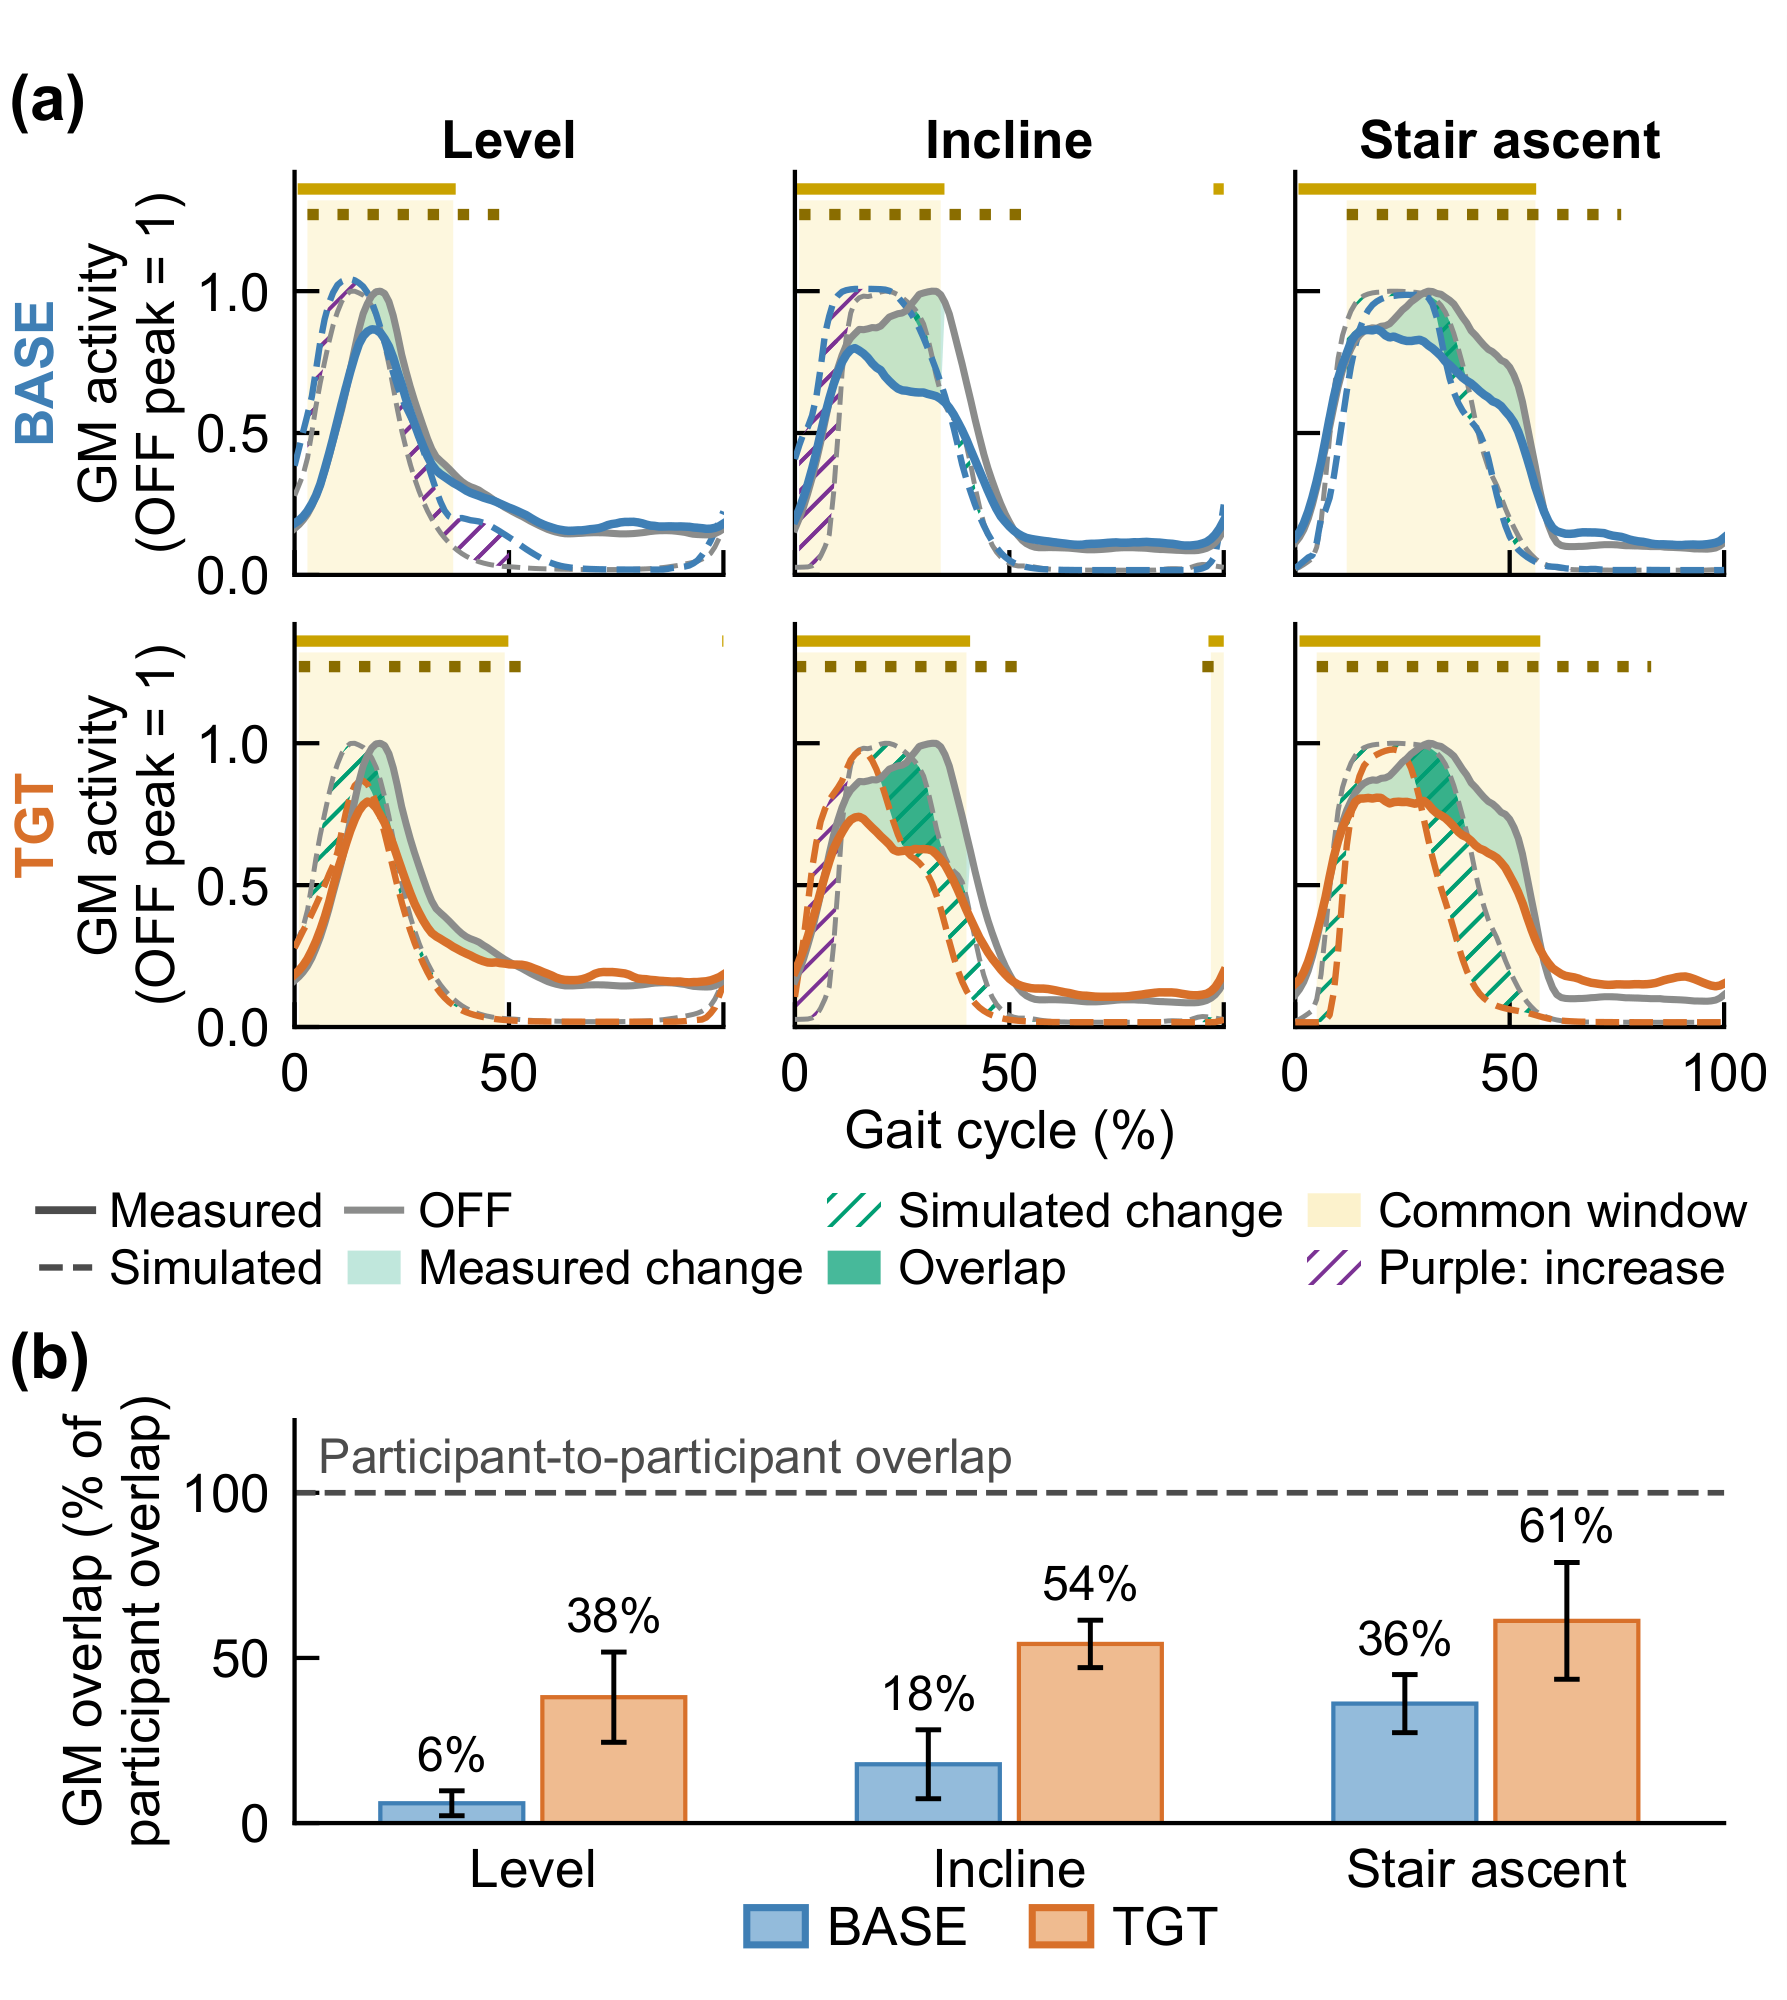 (a)
Level
Incline
Stair ascent
BASE
GM activity
(OFF peak = 1)
1.0
0.5
0.0
TGT
GM activity
(OFF peak = 1)
1.0
0.5
0.0
0
50
0
50
0
50
100
Gait cycle (%)
Measured
OFF
Simulated change
Common window
Simulated
Measured change
Overlap
Purple: increase
(b)
GM overlap (% of
participant overlap)
100
50
0
Participant-to-participant overlap
6%
38%
18%
54%
36%
61%
Level
Incline
Stair ascent
BASE
TGT